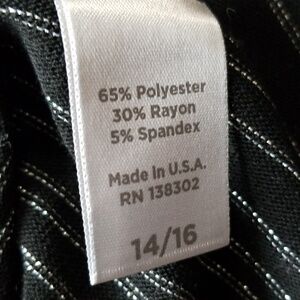 65% Polyester
30% Rayon
5% Spandex
Made in U.S.A.
RN 138302
14/16